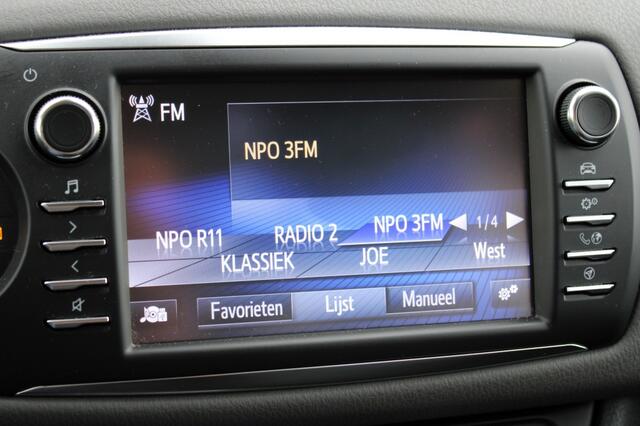 FM
NPO 3FM
NPO R11 RADIO 2 NPO 3FM 1/4
KLASSIEK JOE West
Favorieten Lijst Manueel